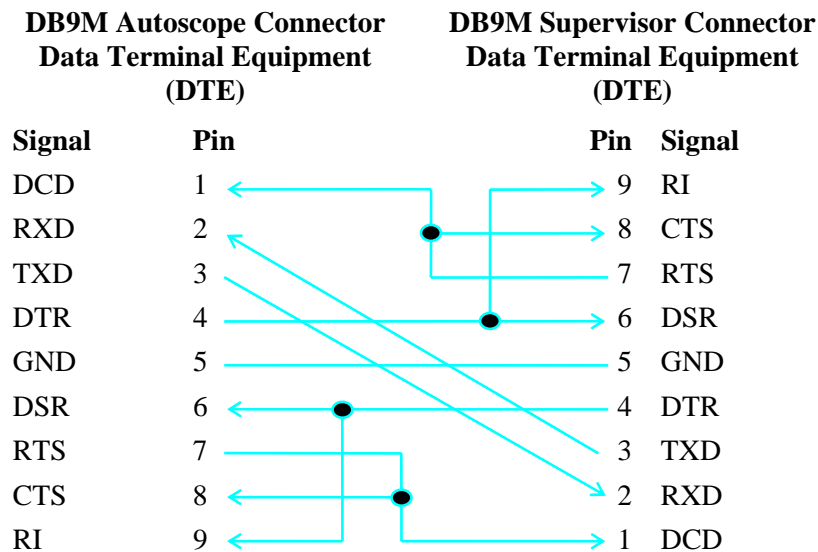 DB9M Autoscope Connector DB9M Supervisor Connector
Data Terminal Equipment Data Terminal Equipment
(DTE) (DTE)
Signal Pin Pin Signal
DCD 1 9 RI
RXD 2 8 CTS
TXD 3 7 RTS
DTR 4 6 DSR
GND 5 5 GND
DSR 6 4 DTR
RTS 7 3 TXD
CTS 8 2 RXD
RI 9 1 DCD